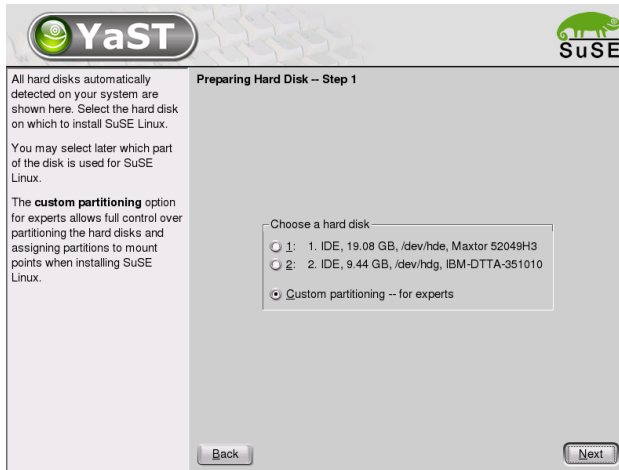 YaST
SuSE
All hard disks automatically
detected on your system are
shown here. Select the hard disk
on which to install SuSE Linux.
You may select later which part
of the disk is used for SuSE
Linux.
The custom partitioning option
for experts allows full control over
partitioning the hard disks and
assigning partitions to mount
points when installing SuSE
Linux.
Preparing Hard Disk -- Step 1
Choose a hard disk
1: 1. IDE, 19.08 GB, /dev/hde, Maxtor 52049H3
2: 2. IDE, 9.44 GB, /dev/hdg, IBM-DTTA-351010
Custom partitioning -- for experts
Back
Next